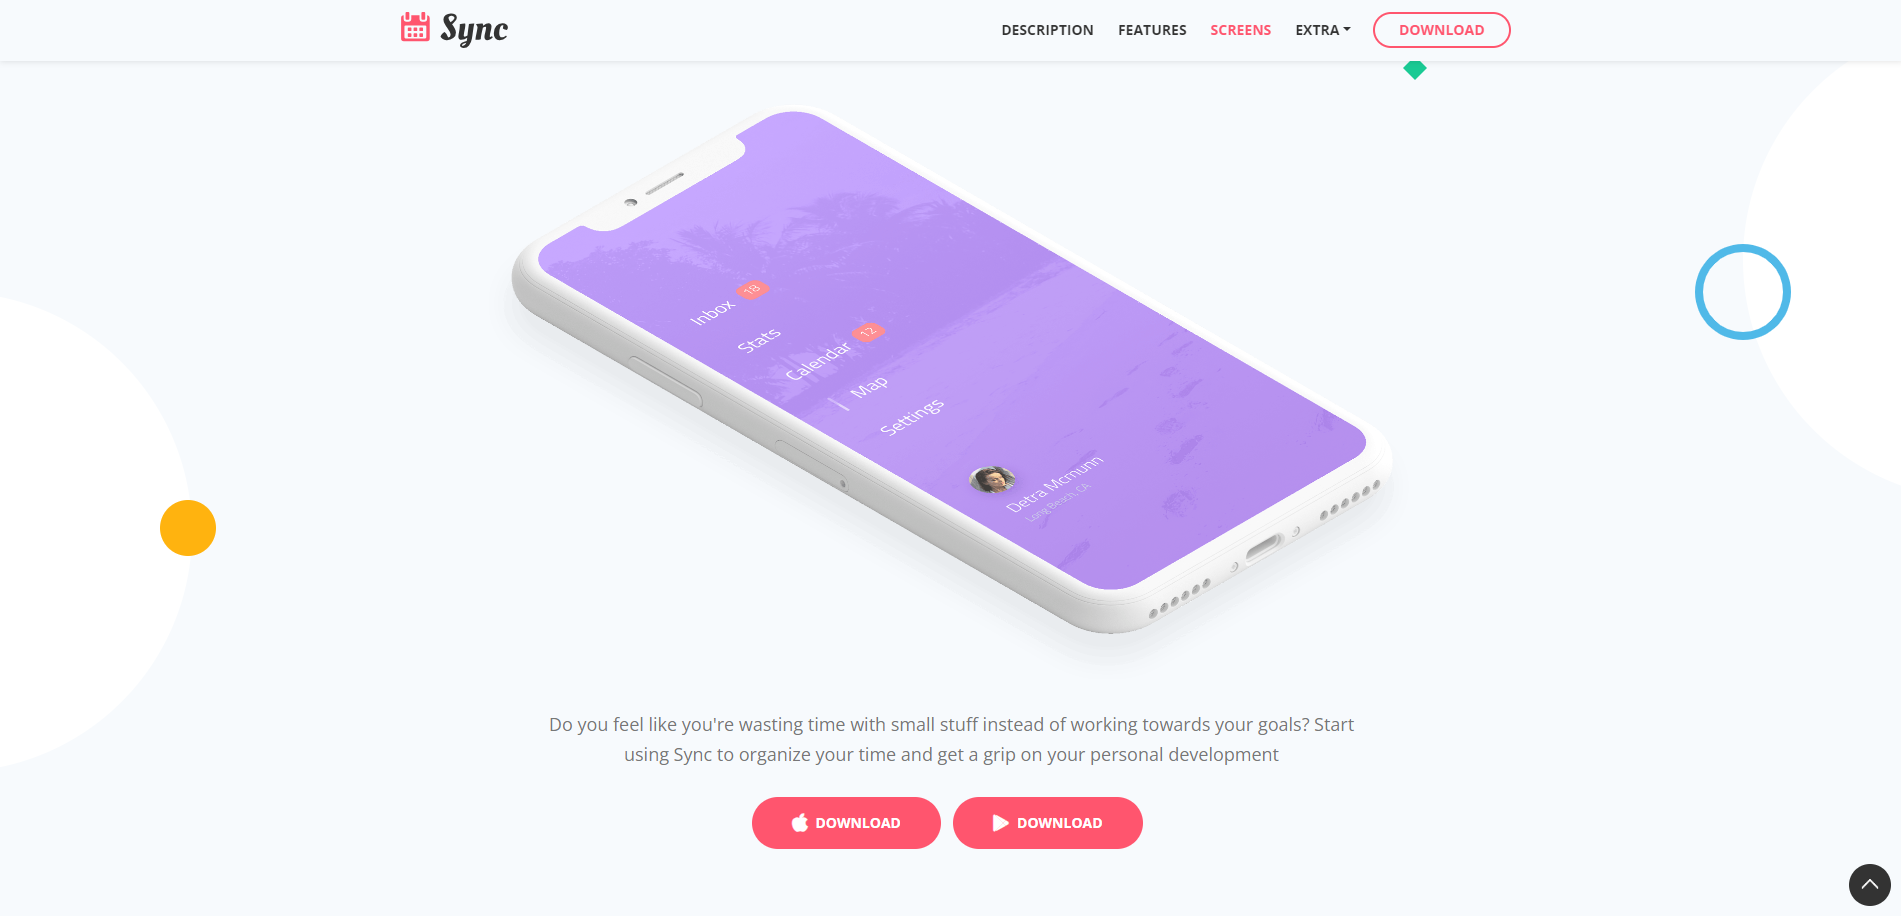 Sync
DESCRIPTION
FEATURES
SCREENS
EXTRA
DOWNLOAD
Inbox 18
Stats
Calendar 12
Map
Settings
Detra Mcmunn
Long Beach, CA
Do you feel like you're wasting time with small stuff instead of working towards your goals? Start
using Sync to organize your time and get a grip on your personal development
DOWNLOAD
DOWNLOAD